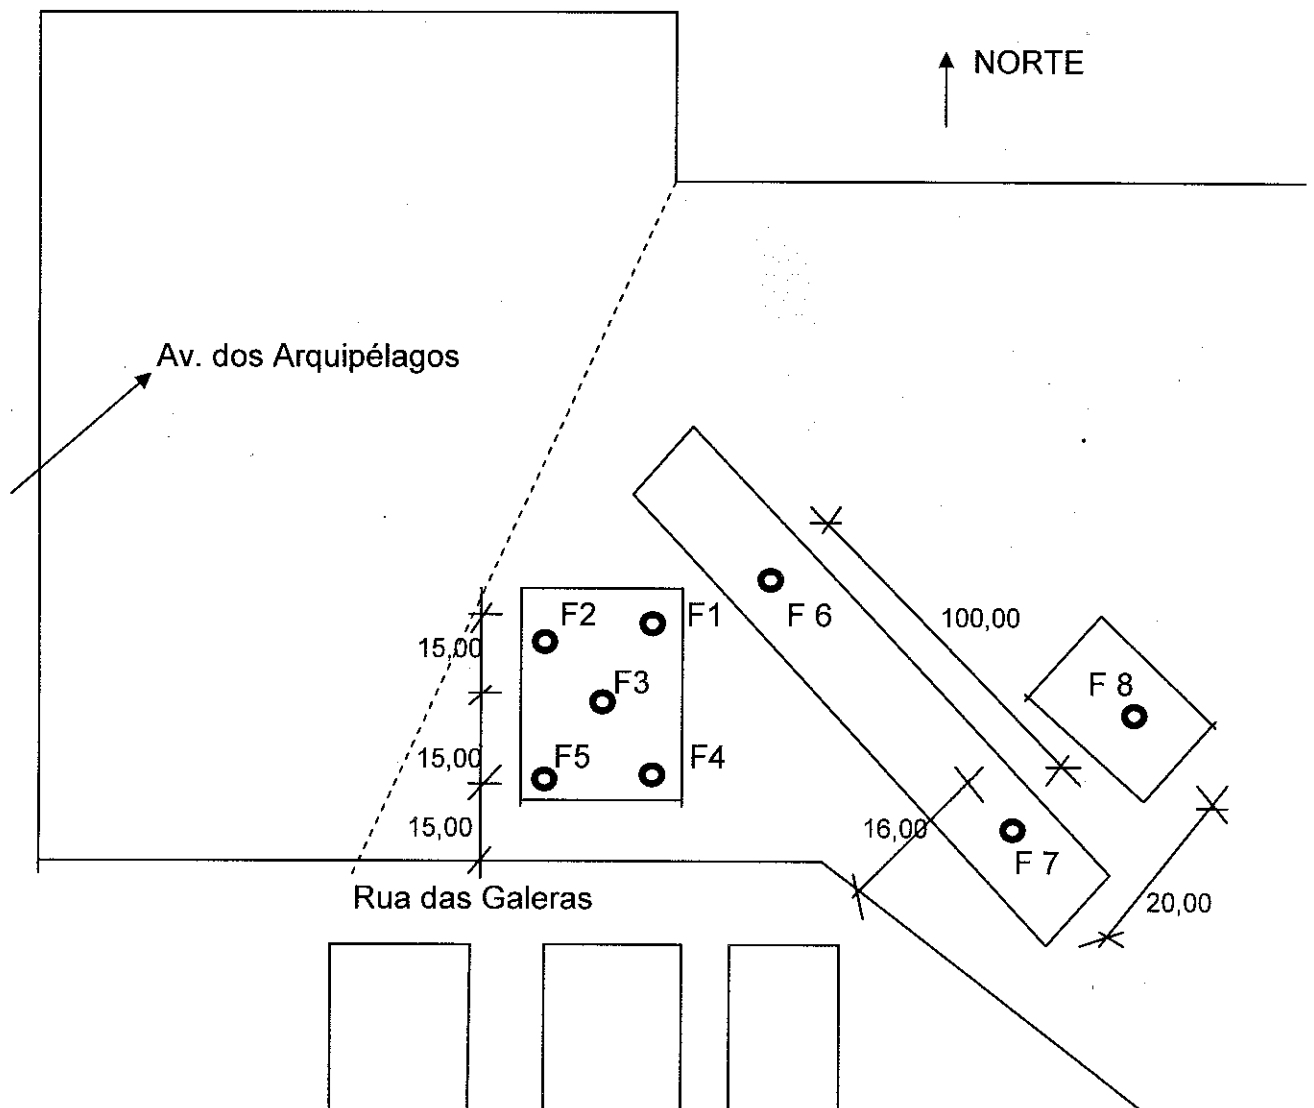 NORTE
Av. dos Arquipélagos
F2
F1
15,00
F 6
100,00
F3
F 8
15,00
F5
F4
15,00
16,00
F 7
Rua das Galeras
20,00